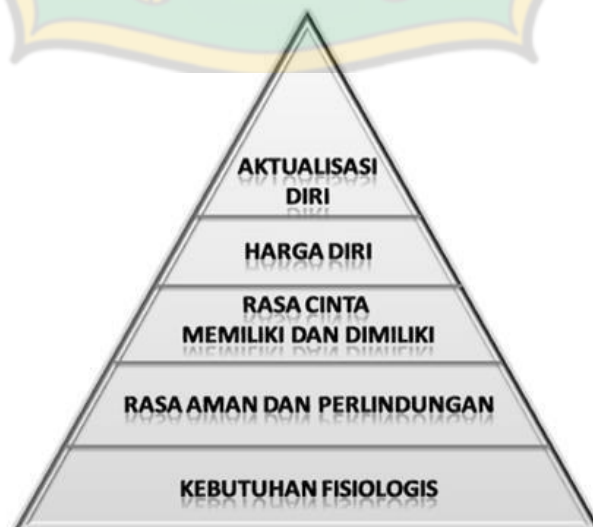 AKTUALISASI
DIRI
HARGA DIRI
RASA CINTA
MEMILIKI DAN DIMILIKI
RASA AMAN DAN PERLINDUNGAN
KEBUTUHAN FISIOLOGIS